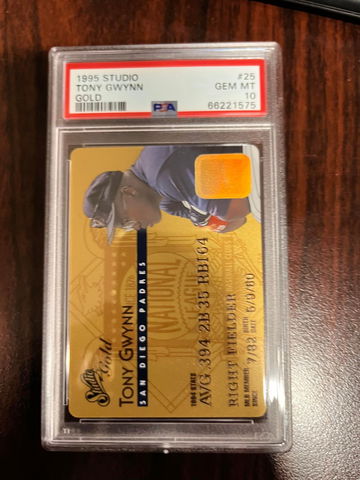 1995 STUDIO
TONY GWYNN
GOLD
#25
GEM MT
10
PSA
66221575
Studio
Gold
TONY GWYNN
SAN DIEGO PADRES
NATIONAL
LEAGUE
1994 STATS
AVG 394 2B 35 RBI 64
RIGHT FIELDER
MLB MEMBER SINCE 7/82 BIRTH DATE 5/9/60